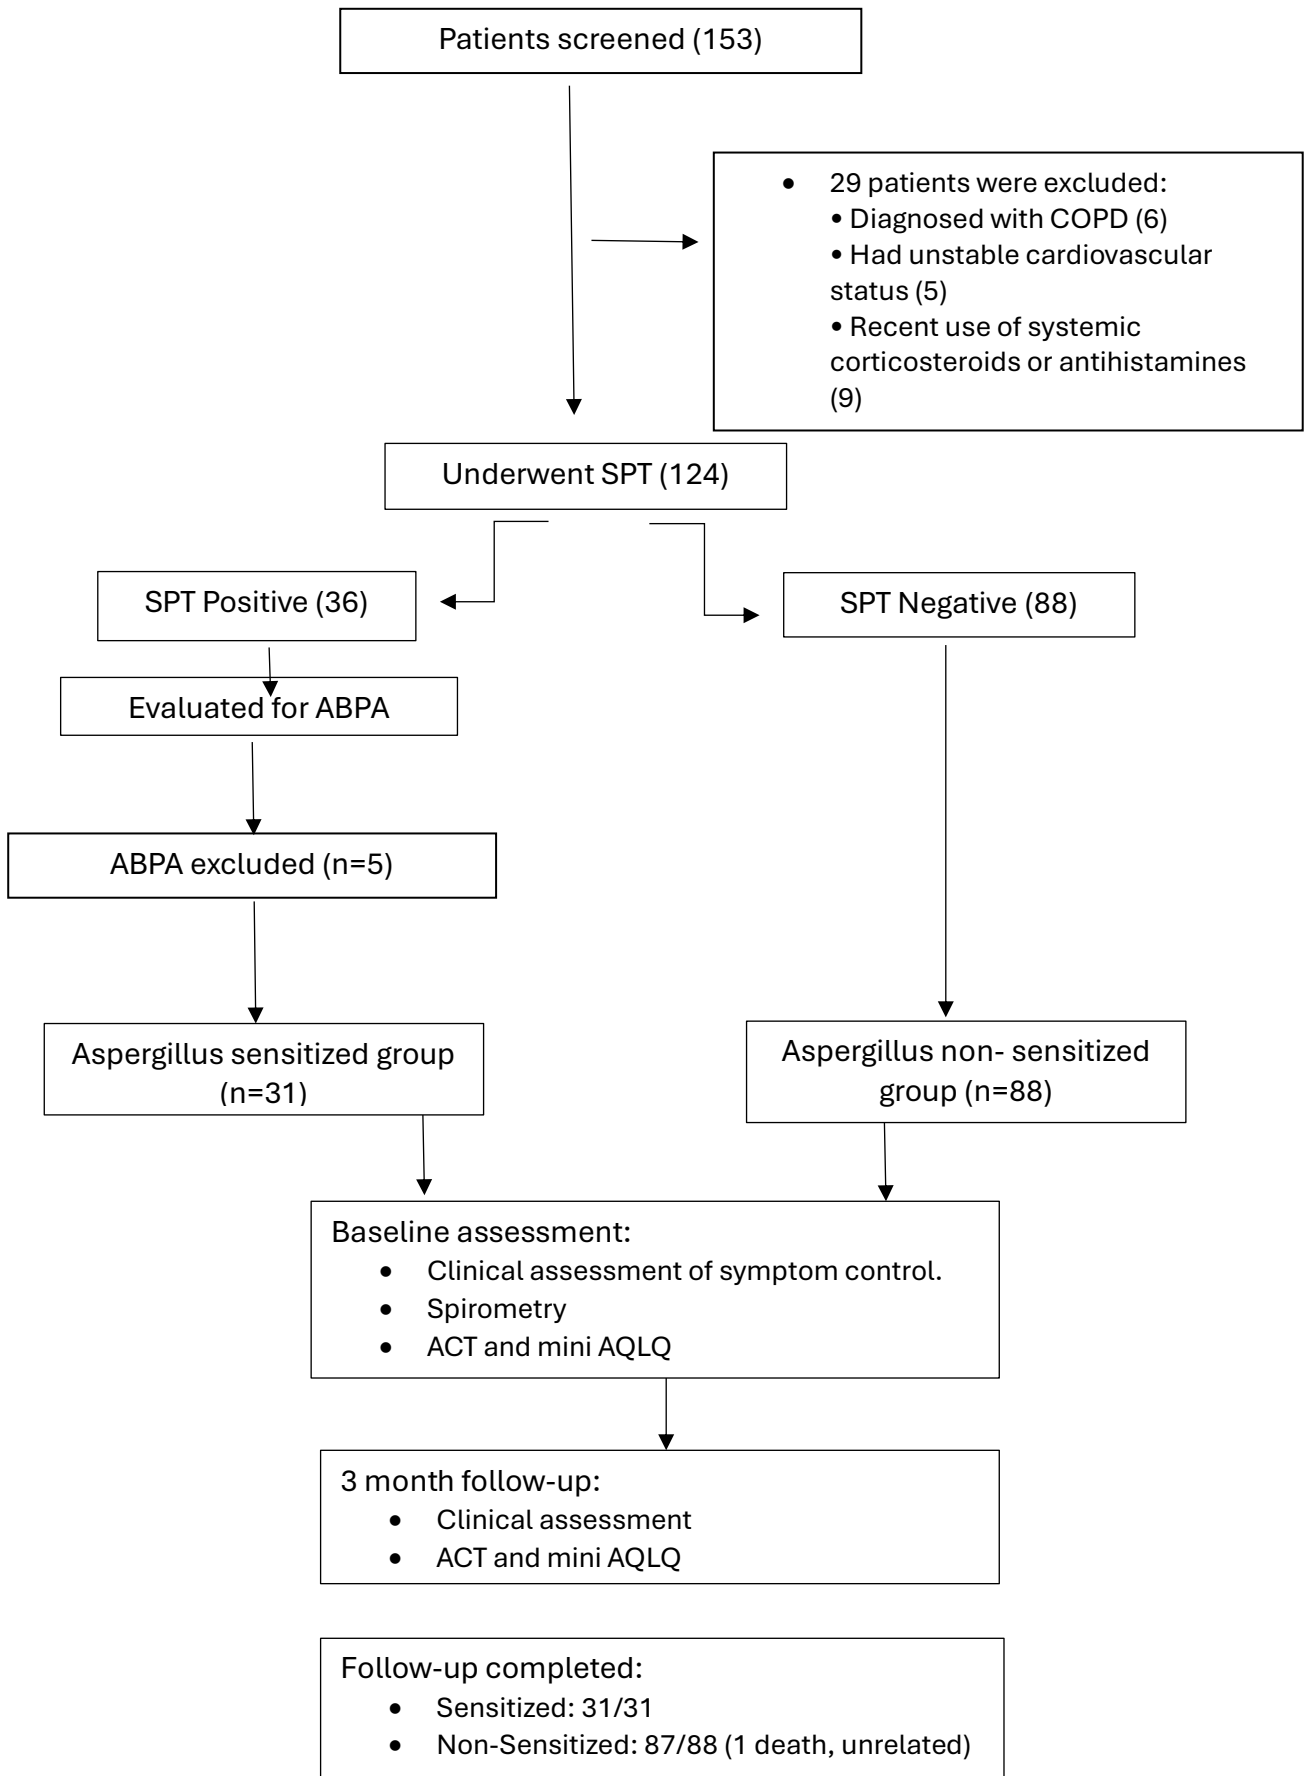 Patients screened (153)
• 29 patients were excluded:
• Diagnosed with COPD (6)
• Had unstable cardiovascular
status (5)
• Recent use of systemic
corticosteroids or antihistamines
(9)
Underwent SPT (124)
SPT Positive (36)
SPT Negative (88)
Evaluated for ABPA
ABPA excluded (n=5)
Aspergillus sensitized group
(n=31)
Aspergillus non- sensitized
group (n=88)
Baseline assessment:
• Clinical assessment of symptom control.
• Spirometry
• ACT and mini AQLQ
3 month follow-up:
• Clinical assessment
• ACT and mini AQLQ
Follow-up completed:
• Sensitized: 31/31
• Non-Sensitized: 87/88 (1 death, unrelated)